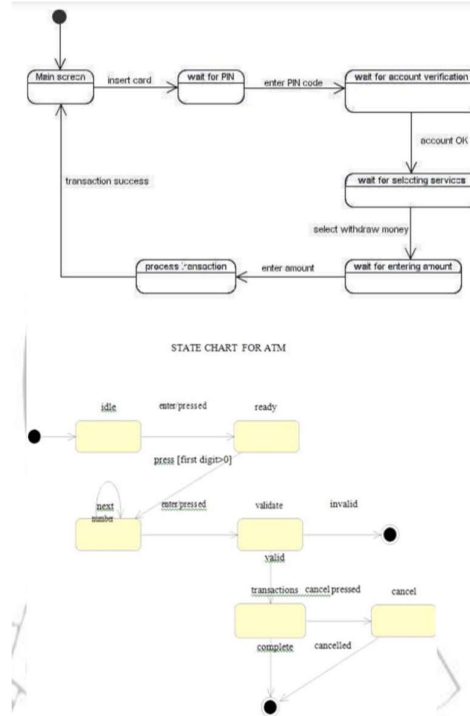 Main screen
insert card
wait for PIN
enter PIN code
wait for account verification
account OK
wait for selecting services
select withdraw money
wait for entering amount
enter amount
process transaction
transaction success
STATE CHART FOR ATM
idle
enter/pressed
ready
press [first digit>0]
next
number
enter/pressed
validate
invalid
valid
transactions
cancel pressed
cancel
complete
cancelled